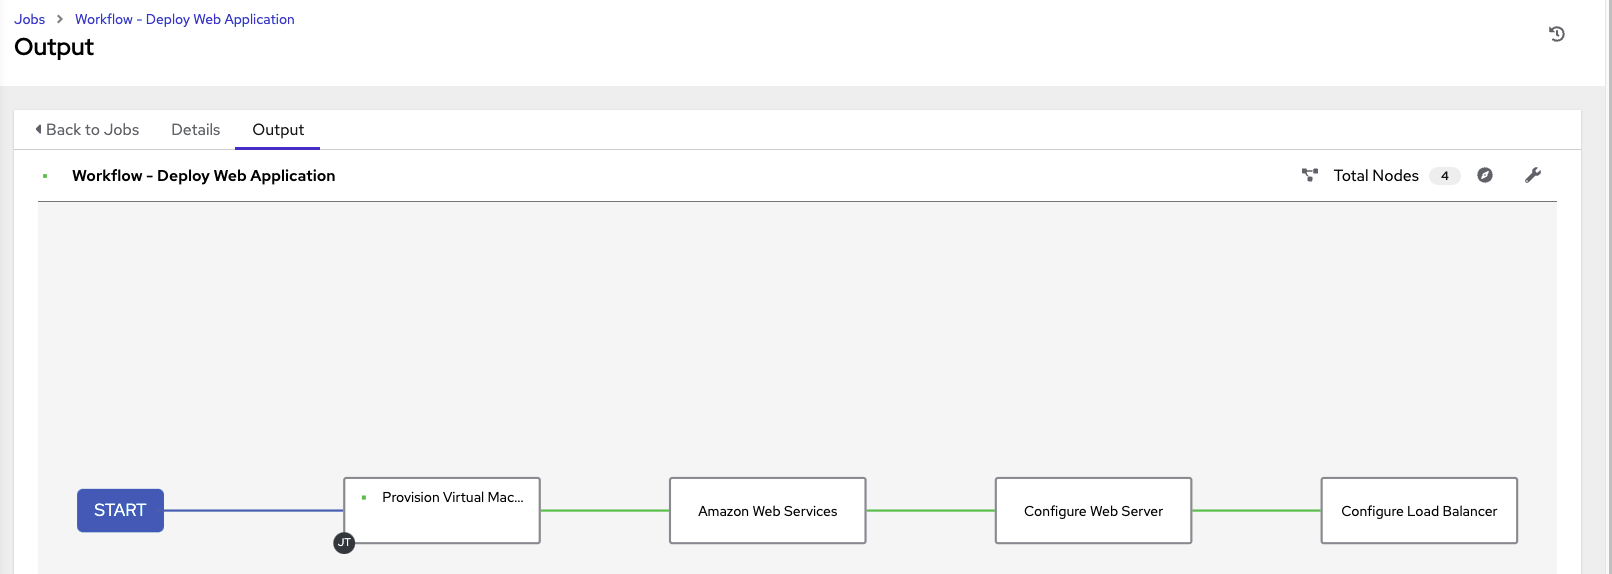 Jobs > Workflow - Deploy Web Application
Output
Back to Jobs Details Output
Workflow - Deploy Web Application Total Nodes 4
START Provision Virtual Mac... Amazon Web Services Configure Web Server Configure Load Balancer
JT